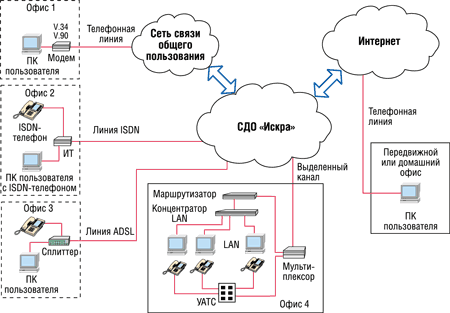 Офис 1
V.34
V.90
Модем
ПК
пользователя
Телефонная
линия
Сеть связи
общего
пользования
Интернет
Офис 2
ISDN-
телефон
ИТ
ПК пользователя
с ISDN-телефоном
Линия ISDN
СДО «Искра»
Телефонная
линия
Выделенный
канал
Передвижной
или домашний
офис
ПК
пользователя
Офис 3
Сплиттер
ПК
пользователя
Линия ADSL
Маршрутизатор
Концентратор
LAN
LAN
Мульти-
плексор
УАТС
Офис 4